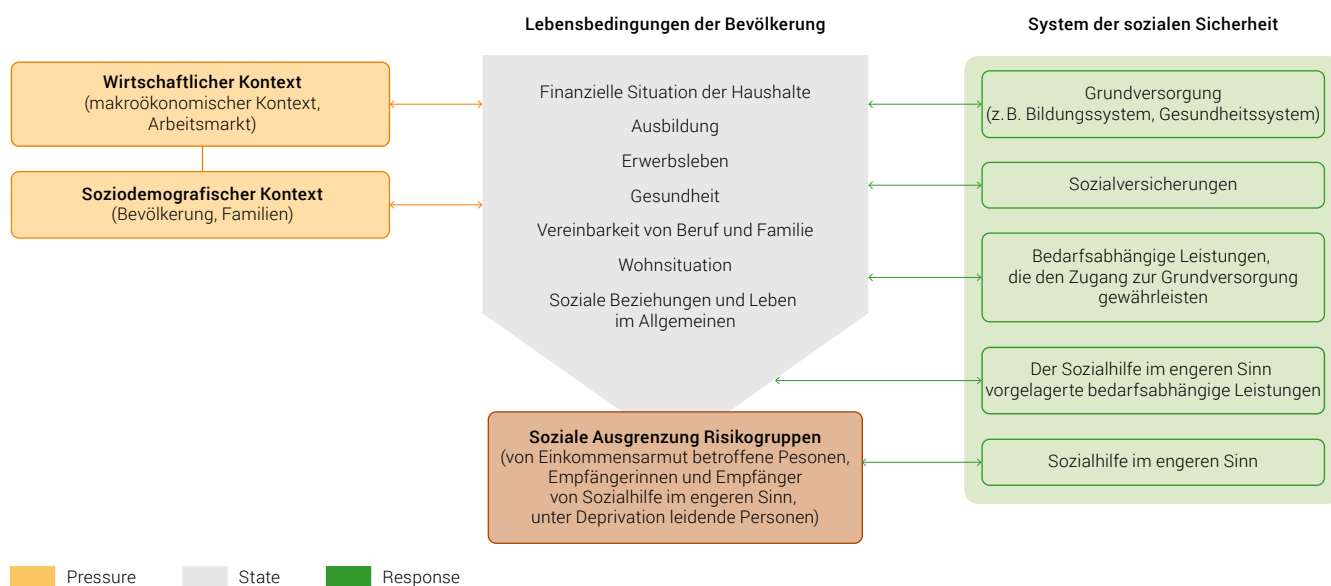 Lebensbedingungen der Bevölkerung
System der sozialen Sicherheit
Wirtschaftlicher Kontext
(makroökonomischer Kontext,
Arbeitsmarkt)
Soziodemografischer Kontext
(Bevölkerung, Familien)
Finanzielle Situation der Haushalte
Ausbildung
Erwerbsleben
Gesundheit
Vereinbarkeit von Beruf und Familie
Wohnsituation
Soziale Beziehungen und Leben
im Allgemeinen
Soziale Ausgrenzung Risikogruppen
(von Einkommensarmut betroffene Pesonen,
Empfängerinnen und Empfänger
von Sozialhilfe im engeren Sinn,
unter Deprivation leidende Personen)
Grundversorgung
(z. B. Bildungssystem, Gesundheitssystem)
Sozialversicherungen
Bedarfsabhängige Leistungen,
die den Zugang zur Grundversorgung
gewährleisten
Der Sozialhilfe im engeren Sinn
vorgelagerte bedarfsabhängige Leistungen
Sozialhilfe im engeren Sinn
Pressure
State
Response